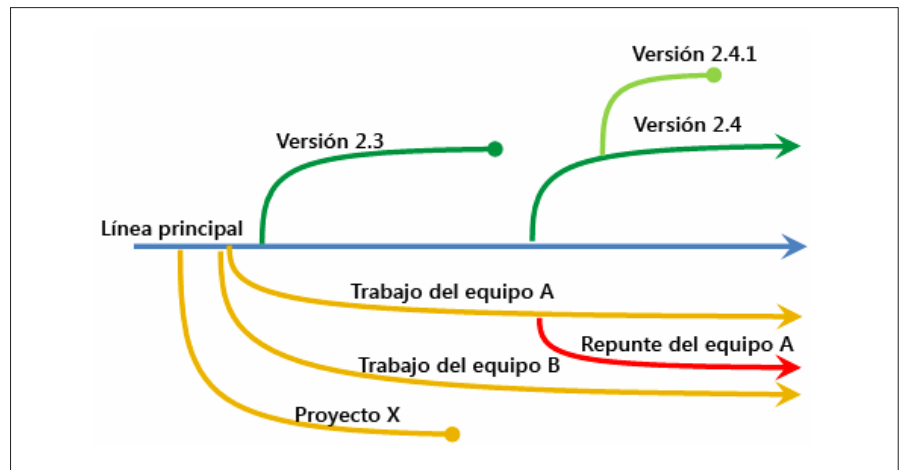 Versión 2.4.1
Versión 2.4
Versión 2.3
Línea principal
Trabajo del equipo A
Repunte del equipo A
Trabajo del equipo B
Proyecto X